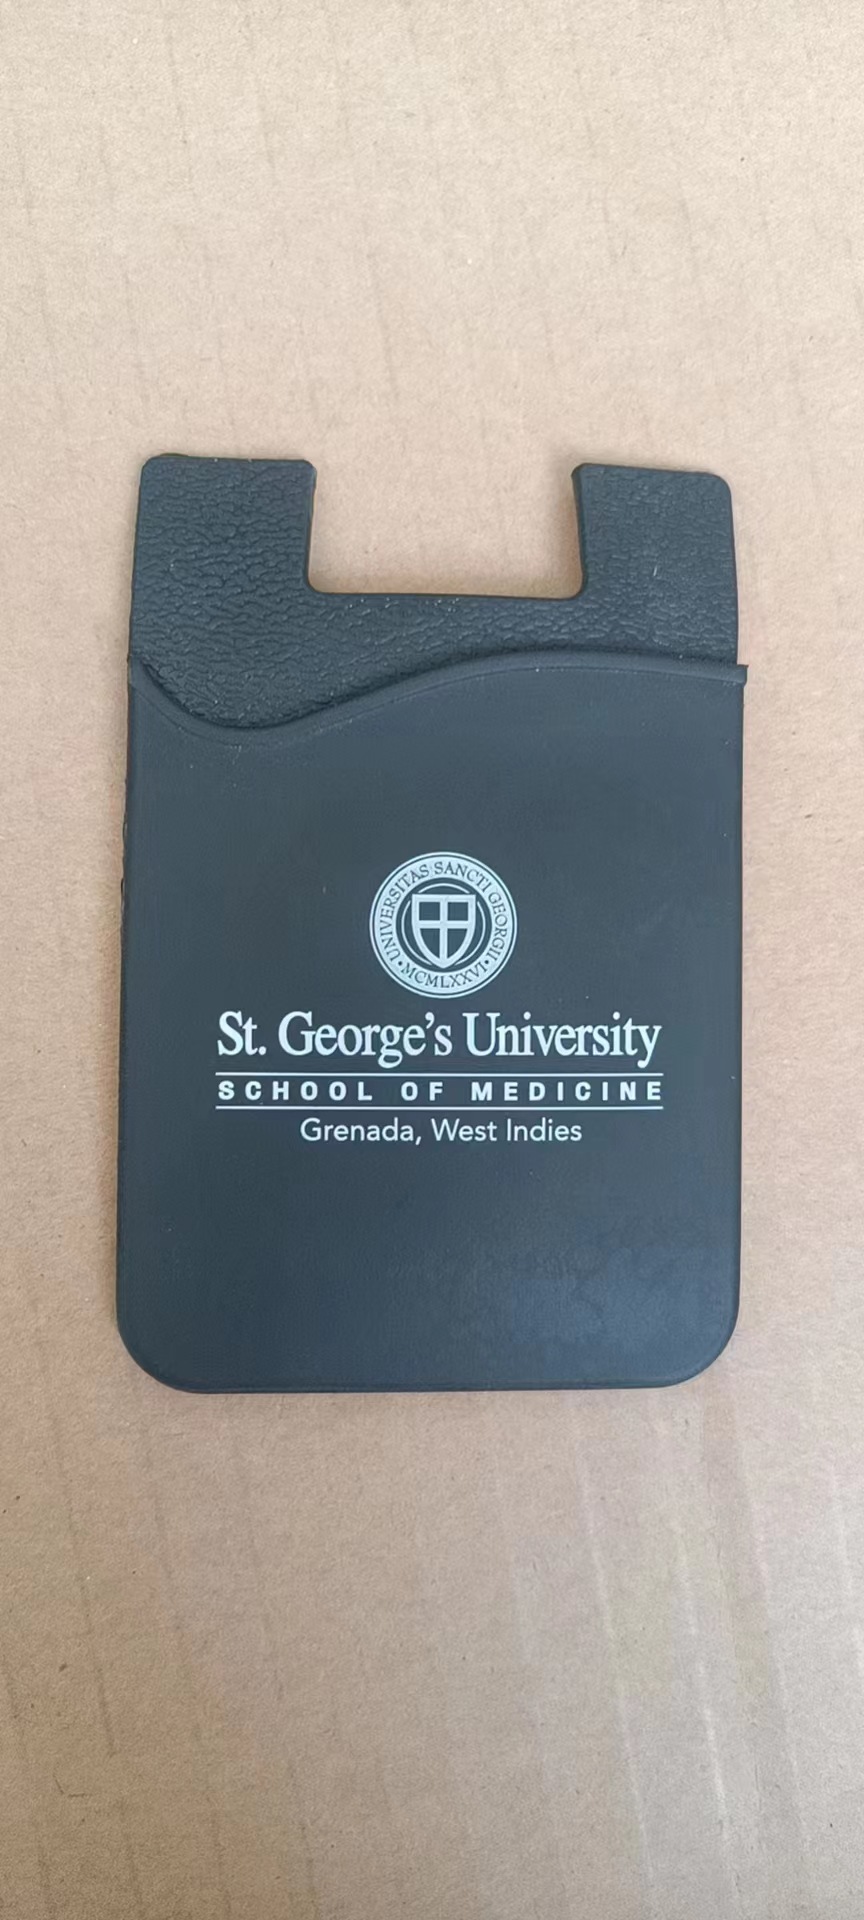 UNIVERSITAS SANCTI GEORGII
• MCMLXXVI •
St. George's University
SCHOOL OF MEDICINE
Grenada, West Indies